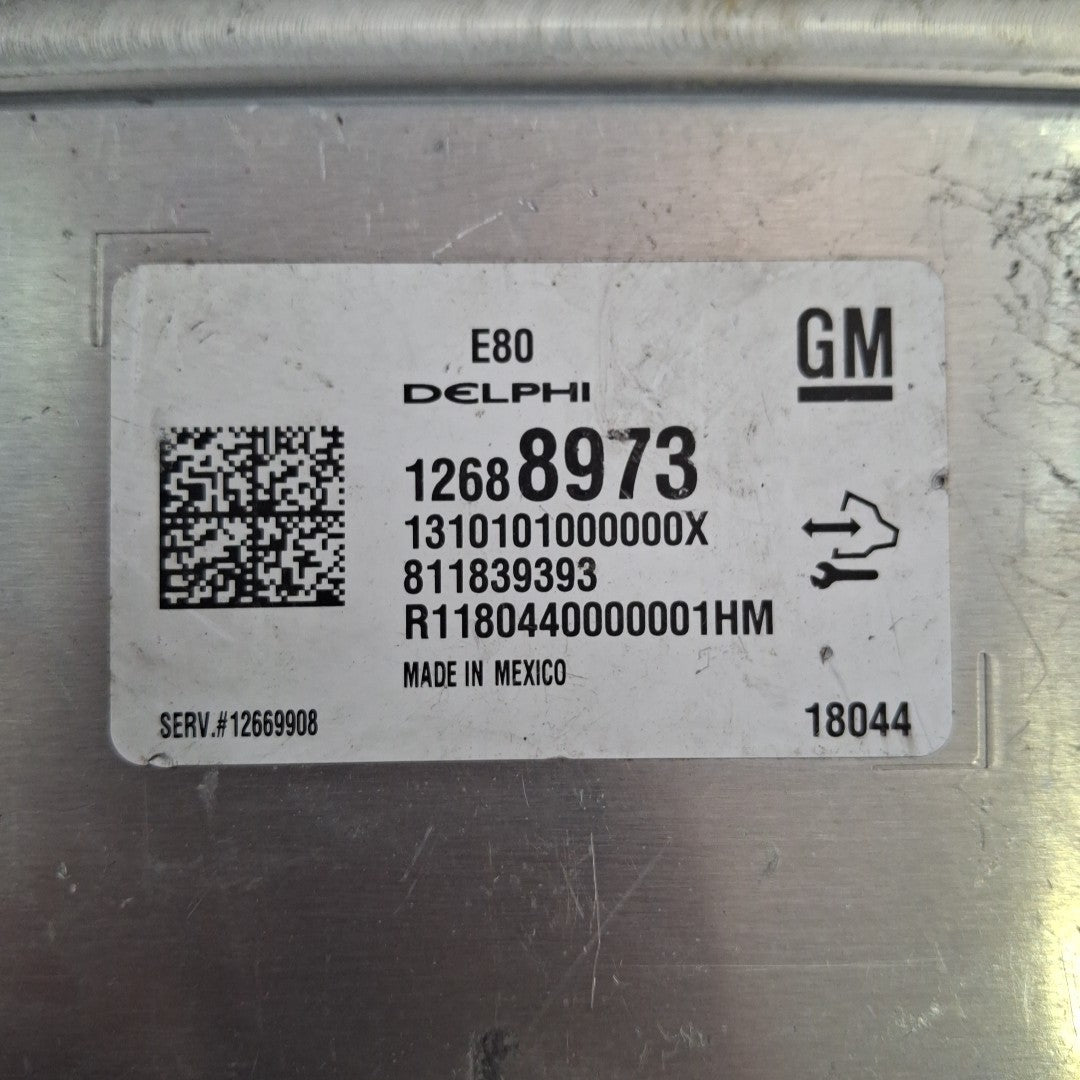 E80
GM
DELPHI
12688973
1310101000000X
811839393
R1180440000001HM
MADE IN MEXICO
SERV.#12669908
18044